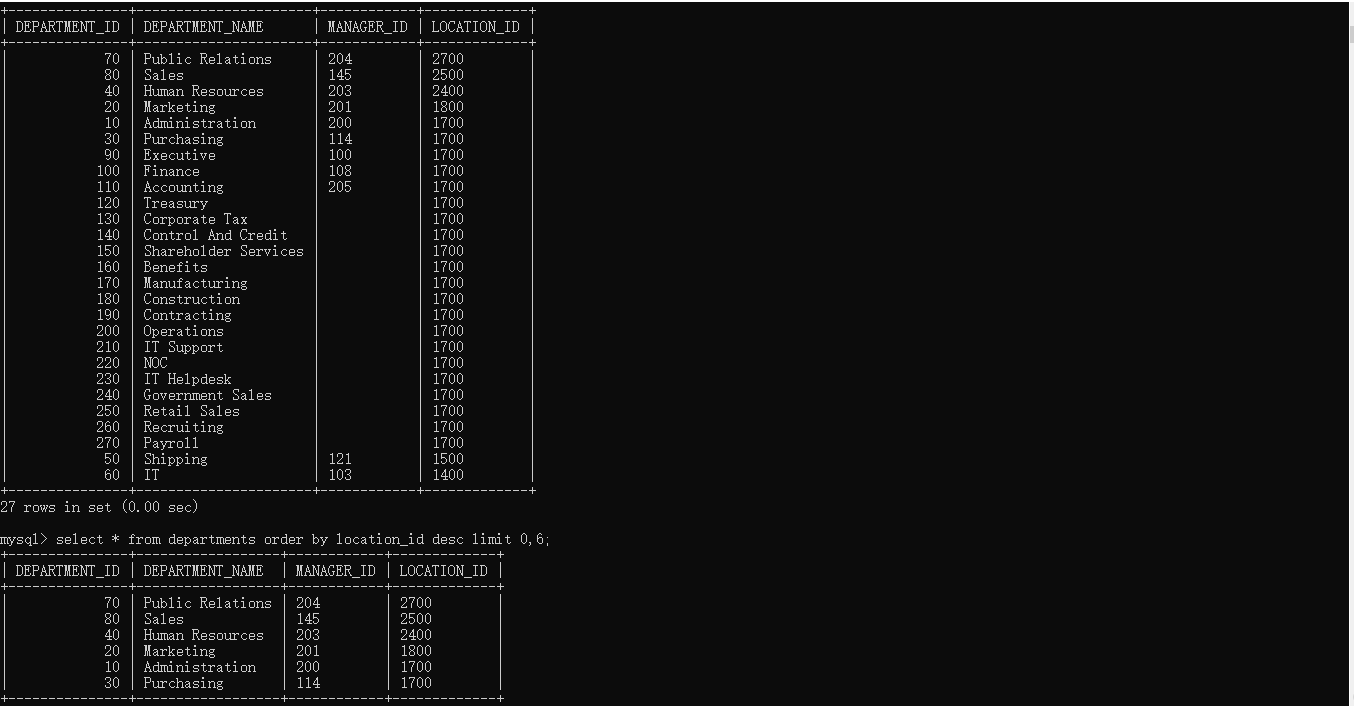 +---------------+----------------------+------------+-------------+
| DEPARTMENT_ID | DEPARTMENT_NAME      | MANAGER_ID | LOCATION_ID |
+---------------+----------------------+------------+-------------+
|            70 | Public Relations     | 204        | 2700        |
|            80 | Sales                | 145        | 2500        |
|            40 | Human Resources      | 203        | 2400        |
|            20 | Marketing            | 201        | 1800        |
|            10 | Administration       | 200        | 1700        |
|            30 | Purchasing           | 114        | 1700        |
|            90 | Executive            | 100        | 1700        |
|           100 | Finance              | 108        | 1700        |
|           110 | Accounting           | 205        | 1700        |
|           120 | Treasury             |            | 1700        |
|           130 | Corporate Tax        |            | 1700        |
|           140 | Control And Credit   |            | 1700        |
|           150 | Shareholder Services |            | 1700        |
|           160 | Benefits             |            | 1700        |
|           170 | Manufacturing        |            | 1700        |
|           180 | Construction         |            | 1700        |
|           190 | Contracting          |            | 1700        |
|           200 | Operations           |            | 1700        |
|           210 | IT Support           |            | 1700        |
|           220 | NOC                  |            | 1700        |
|           230 | IT Helpdesk          |            | 1700        |
|           240 | Government Sales     |            | 1700        |
|           250 | Retail Sales         |            | 1700        |
|           260 | Recruiting           |            | 1700        |
|           270 | Payroll              |            | 1700        |
|            50 | Shipping             | 121        | 1500        |
|            60 | IT                   | 103        | 1400        |
+---------------+----------------------+------------+-------------+
27 rows in set (0.00 sec)
mysql> select * from departments order by location_id desc limit 0,6;
+---------------+------------------+------------+-------------+
| DEPARTMENT_ID | DEPARTMENT_NAME  | MANAGER_ID | LOCATION_ID |
+---------------+------------------+------------+-------------+
|            70 | Public Relations | 204        | 2700        |
|            80 | Sales            | 145        | 2500        |
|            40 | Human Resources  | 203        | 2400        |
|            20 | Marketing        | 201        | 1800        |
|            10 | Administration   | 200        | 1700        |
|            30 | Purchasing       | 114        | 1700        |
+---------------+------------------+------------+-------------+